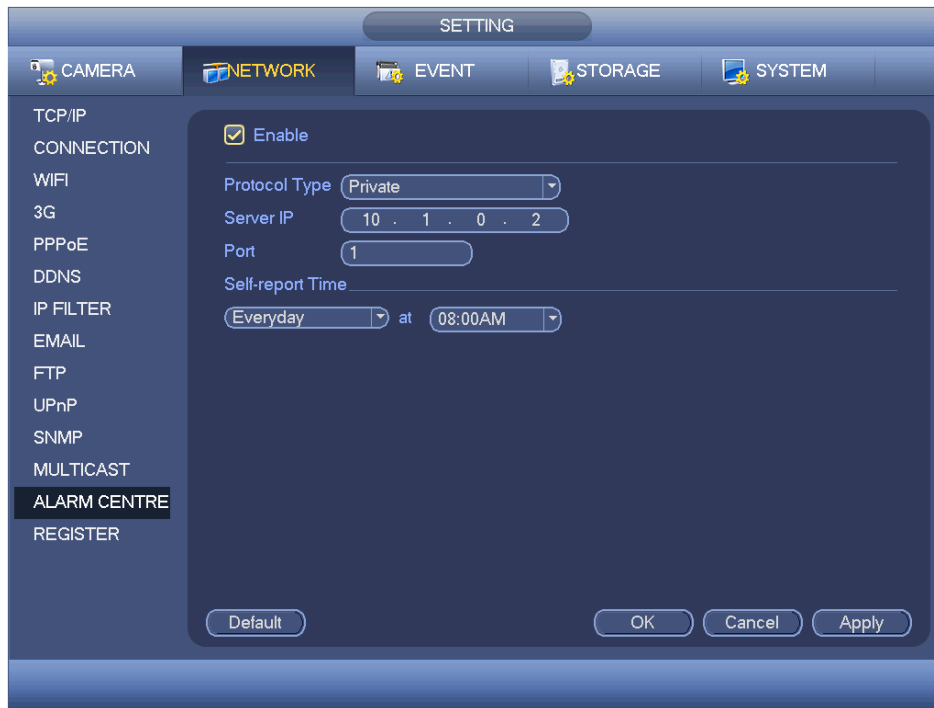 SETTING
CAMERA NETWORK EVENT STORAGE SYSTEM
TCP/IP
CONNECTION
WIFI
3G
PPPoE
DDNS
IP FILTER
EMAIL
FTP
UPnP
SNMP
MULTICAST
ALARM CENTRE
REGISTER
Enable
Protocol Type Private
Server IP 10 . 1 . 0 . 2
Port 1
Self-report Time
Everyday at 08:00AM
Default OK Cancel Apply